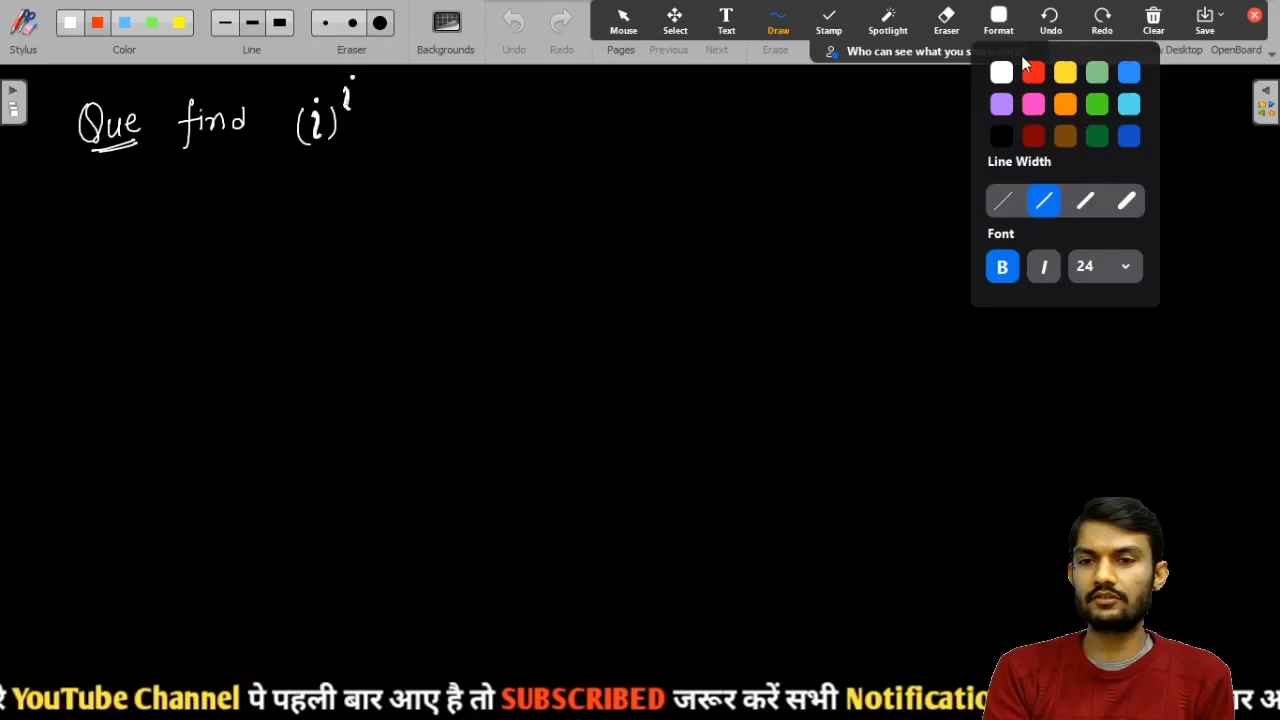 Stylus Color Line Eraser Backgrounds Undo Redo Pages Previous Next Erase Desktop OpenBoard
Mouse Select Text Draw Stamp Spotlight Eraser Format Undo Redo Clear Save
Who can see what you
Line Width
Font
B I 24
Que find (i)^i
YouTube Channel पे पहली बार आए है तो SUBSCRIBED जरूर करें सभी